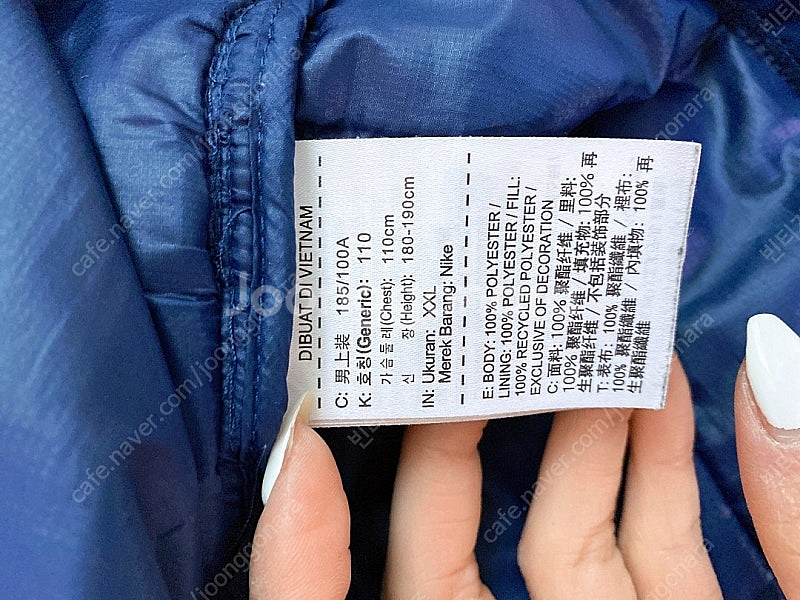 DIBUAT DI VIETNAM
C: 男上装 185/100A
K: 호칭(Generic): 110
가슴둘레(Chest): 110cm
신 장(Height): 180-190cm
IN: Ukuran: XXL
Merek Barang: Nike
E: BODY: 100% POLYESTER /
LINING: 100% POLYESTER / FILL:
100% RECYCLED POLYESTER /
EXCLUSIVE OF DECORATION
C: 面料: 100% 聚酯纤维 / 里料:
100% 聚酯纤维 / 填充物: 100% 再
生聚酯纤维 / 不包括装饰部分
T: 表布: 100% 聚酯纖維 / 裡布:
100% 聚酯纖維 / 內填物: 100% 再
生聚酯纖維
cafe.naver.com/joonggonara